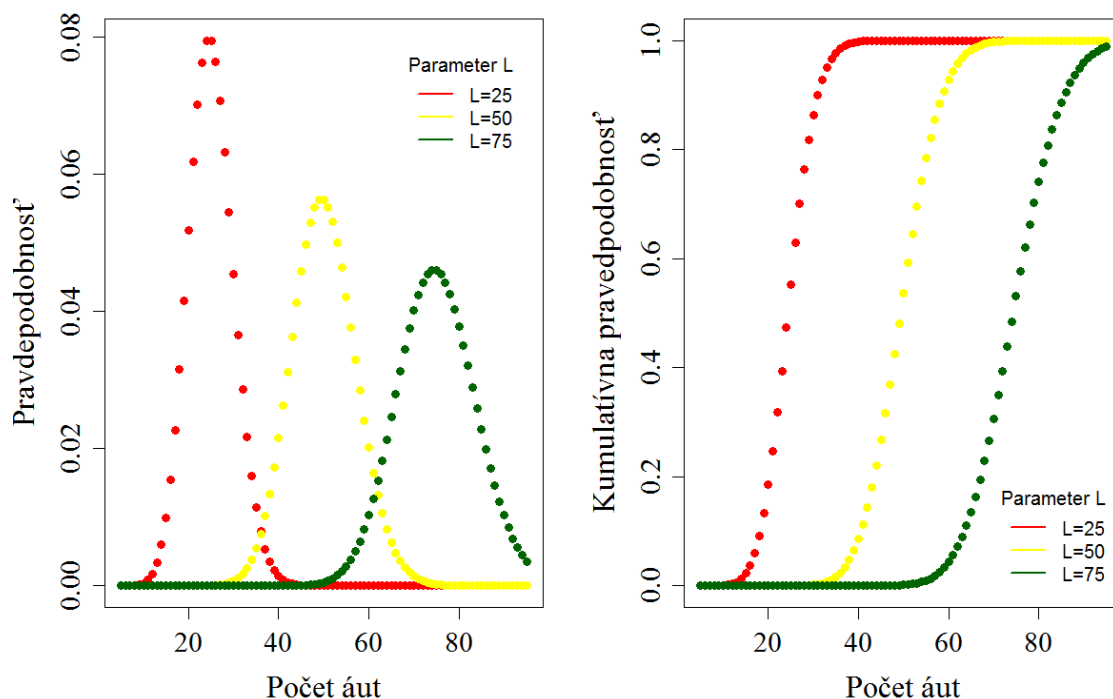 Pravdepodobnosť
0.00
0.02
0.04
0.06
0.08
Parameter L
L=25
L=50
L=75
20
40
60
80
Počet áut
Kumulatívna pravedpodobnosť
0.0
0.2
0.4
0.6
0.8
1.0
Parameter L
L=25
L=50
L=75
20
40
60
80
Počet áut